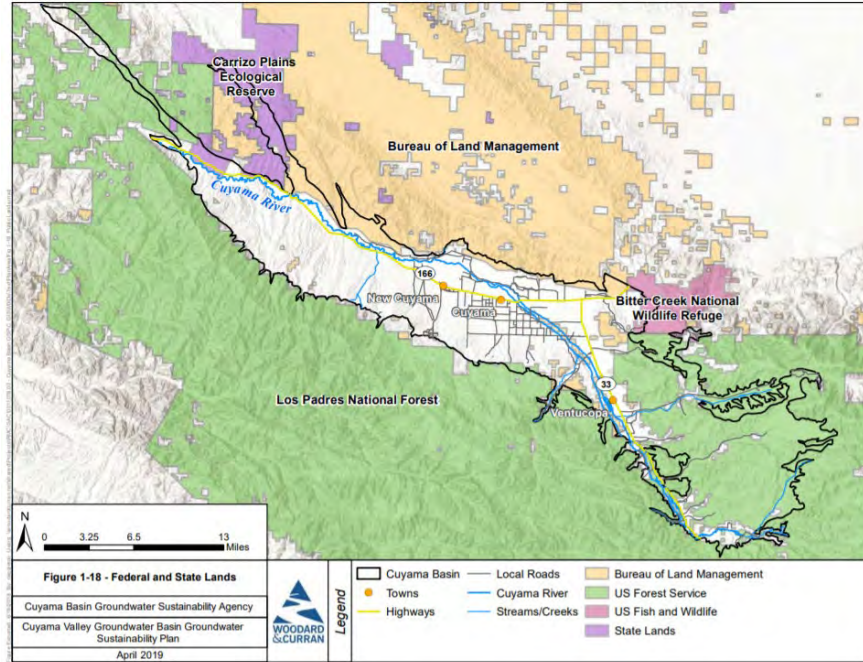 Carrizo Plains
Ecological
Reserve
Bureau of Land Management
Cuyama River
166
New Cuyama
Cuyama
Bitter Creek National
Wildlife Refuge
33
Los Padres National Forest
Ventucopa
N
0 3.25 6.5 13
Miles
Figure 1-18 - Federal and State Lands
Cuyama Basin Groundwater Sustainability Agency
Cuyama Valley Groundwater Basin Groundwater
Sustainability Plan
April 2019
WOODARD
&CURRAN
Legend
Cuyama Basin
Towns
Highways
Local Roads
Cuyama River
Streams/Creeks
Bureau of Land Management
US Forest Service
US Fish and Wildlife
State Lands